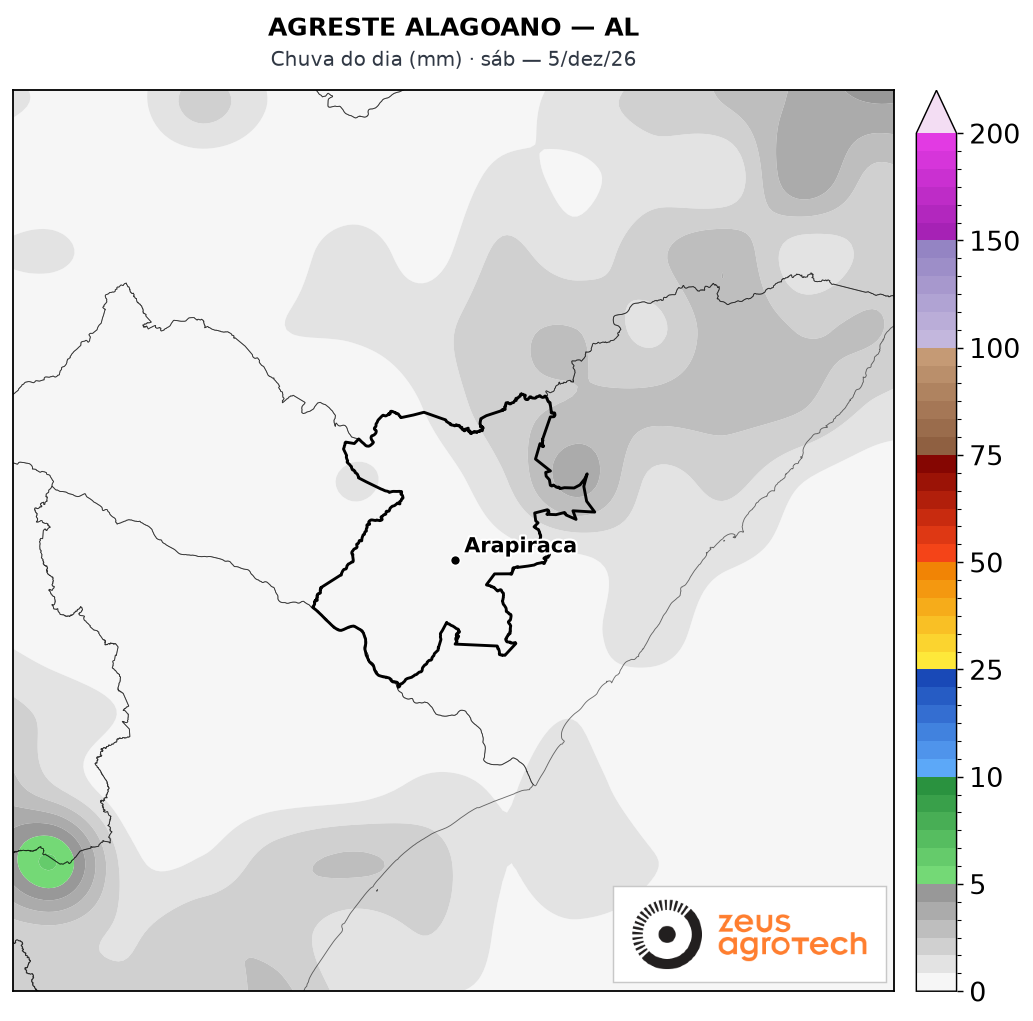 AGRESTE ALAGOANO — AL
Chuva do dia (mm) · sáb — 5/dez/26
200
150
100
75
50
25
10
5
0
Arapiraca
zeus
agrotech